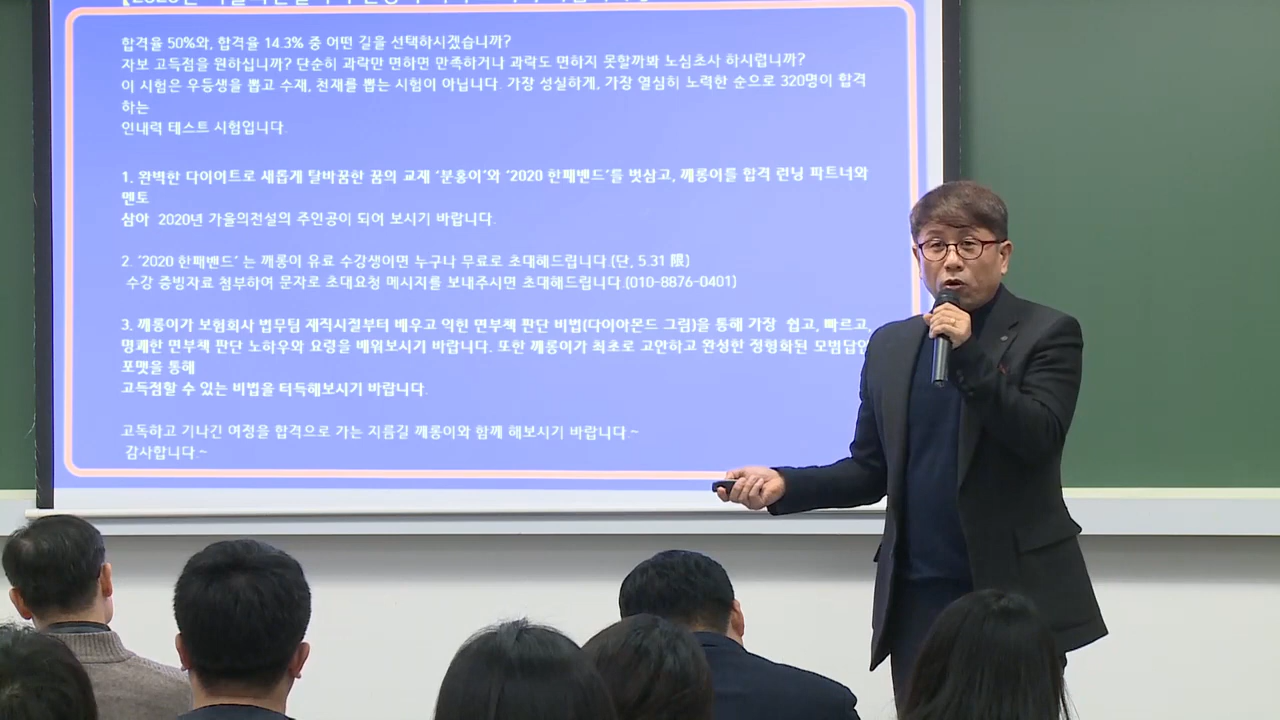 합격율 50%와, 합격율 14.3% 중 어떤 길을 선택하시겠습니까?
자보 고득점을 원하십니까? 단순히 과락만 면하면 만족하거나 과락도 면하지 못할까봐 노심초사 하시렵니까?
이 시험은 우등생을 뽑고 수재, 천재를 뽑는 시험이 아닙니다. 가장 성실하게, 가장 열심히 노력한 순으로 320명이 합격
하는
인내력 테스트 시험입니다.
1. 완벽한 다이어트로 새롭게 탈바꿈한 꿈의 교재 '분홍이'와 '2020 한패밴드'를 벗삼고, 께롱이를 합격 런닝 파트너와
멘토
삼아 2020년 가을의전설의 주인공이 되어 보시기 바랍니다.
2. '2020 한패밴드' 는 께롱이 유료 수강생이면 누구나 무료로 초대해드립니다.(단, 5.31 限)
수강 증빙자료 첨부하여 문자로 초대요청 메시지를 보내주시면 초대해드립니다.(010-8876-0401)
3. 께롱이가 보험회사 법무팀 재직시절부터 배우고 익힌 면부책 판단 비법(다이아몬드 그림)을 통해 가장 쉽고, 빠르고,
명쾌한 면부책 판단 노하우와 요령을 배워보시기 바랍니다. 또한 께롱이가 최초로 고안하고 완성한 정형화된 모범답안
포맷을 통해
고득점할 수 있는 비법을 터득해보시기 바랍니다.
고독하고 기나긴 여정을 합격으로 가는 지름길 께롱이와 함께 해보시기 바랍니다.~
감사합니다.~